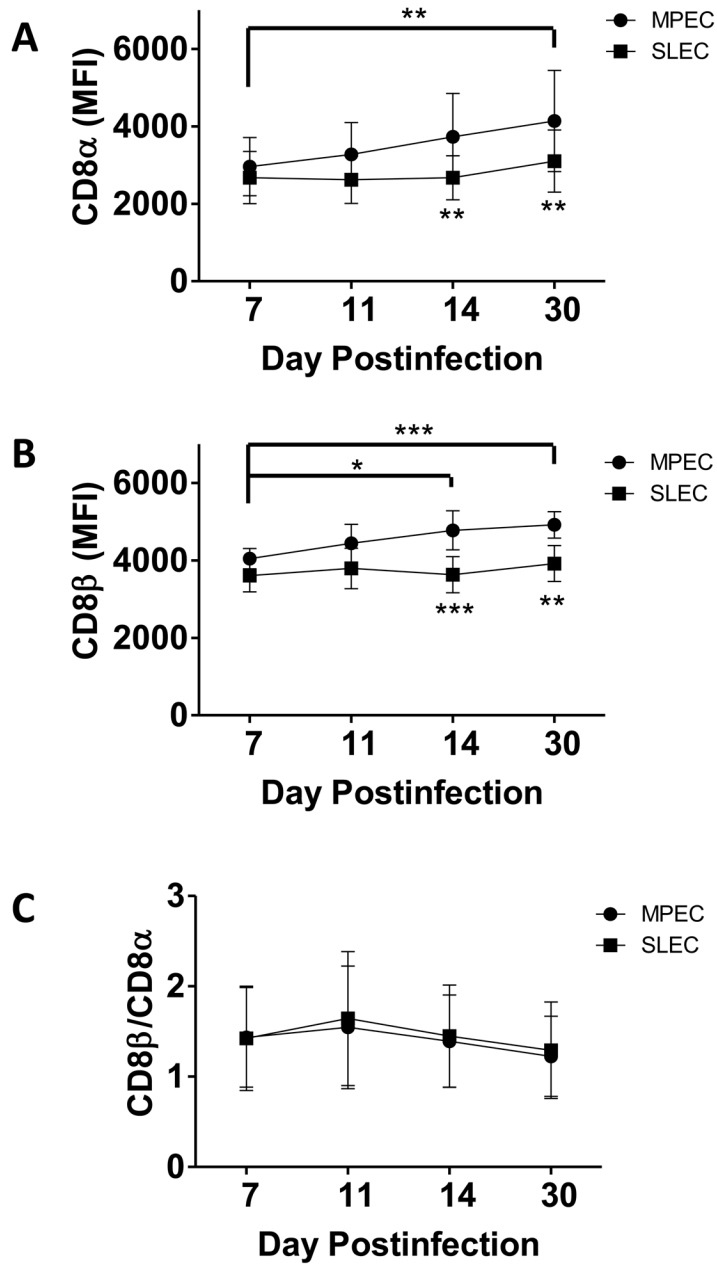 A
CD8α (MFI)
6000
4000
2000
0
**
**
**
7 11 14 30
Day Postinfection
MPEC
SLEC
B
CD8β (MFI)
6000
4000
2000
0
***
*
***
**
7 11 14 30
Day Postinfection
MPEC
SLEC
C
CD8β/CD8α
3
2
1
0
7 11 14 30
Day Postinfection
MPEC
SLEC